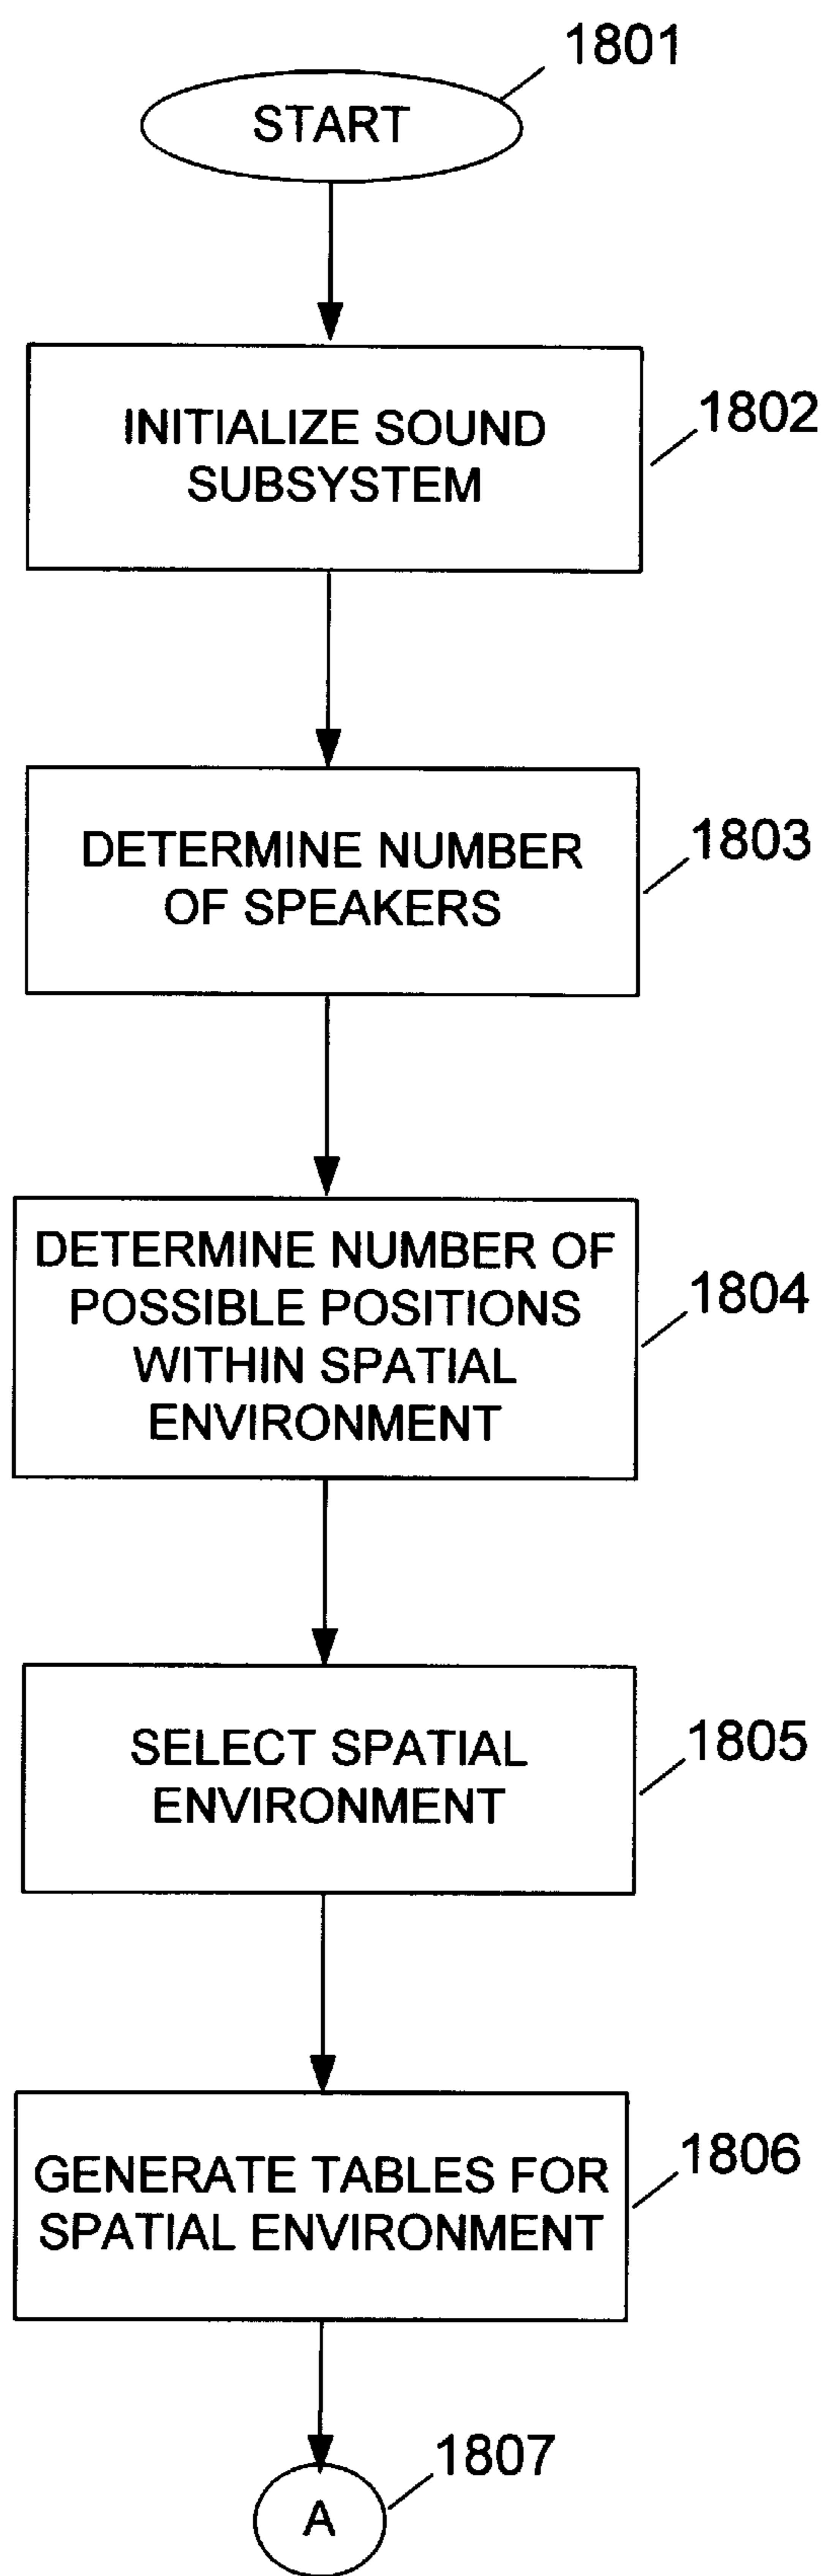 1801
START
INITIALIZE SOUND
SUBSYSTEM
1802
DETERMINE NUMBER
OF SPEAKERS
1803
DETERMINE NUMBER OF
POSSIBLE POSITIONS
WITHIN SPATIAL
ENVIRONMENT
1804
SELECT SPATIAL
ENVIRONMENT
1805
GENERATE TABLES FOR
SPATIAL ENVIRONMENT
1806
1807
A